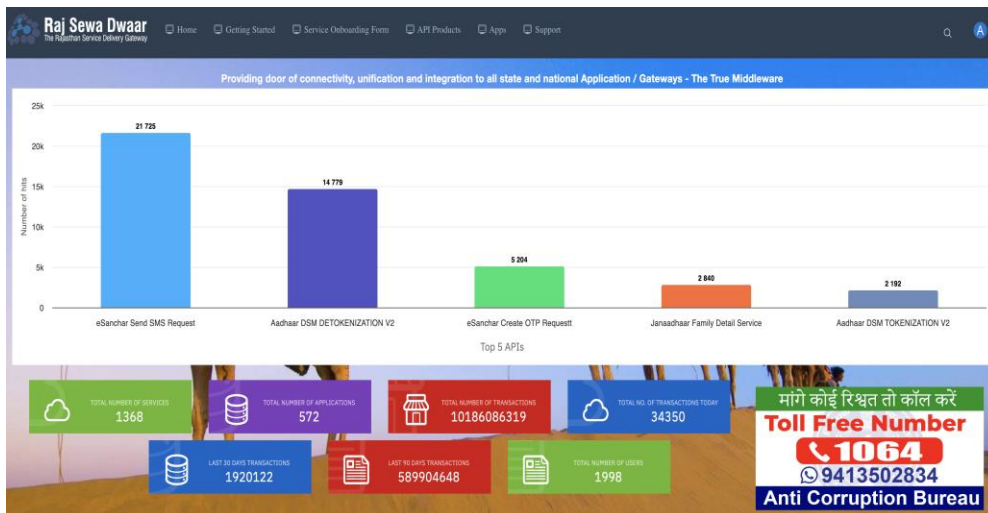 Raj Sewa Dwaar
The Rajasthan Service Delivery Gateway
Home Getting Started Service Onboarding Form API Products Apps Support
A
Providing door of connectivity, unification and integration to all state and national Application / Gateways - The True Middleware
25k
20k
15k
10k
5k
0
Number of hits
21 725
14 779
5 204
2 840
2 192
eSanchar Send SMS Request
Aadhaar DSM DETOKENIZATION V2
eSanchar Create OTP Requestt
Janaadhaar Family Detail Service
Aadhaar DSM TOKENIZATION V2
Top 5 APIs
TOTAL NUMBER OF SERVICES
1368
TOTAL NUMBER OF APPLICATIONS
572
TOTAL NUMBER OF TRANSACTIONS
10186086319
TOTAL NO. OF TRANSACTIONS TODAY
34350
LAST 30 DAYS TRANSACTIONS
1920122
LAST 90 DAYS TRANSACTIONS
589904648
TOTAL NUMBER OF USERS
1998
मांगे कोई रिश्वत तो कॉल करें
Toll Free Number
1064
9413502834
Anti Corruption Bureau